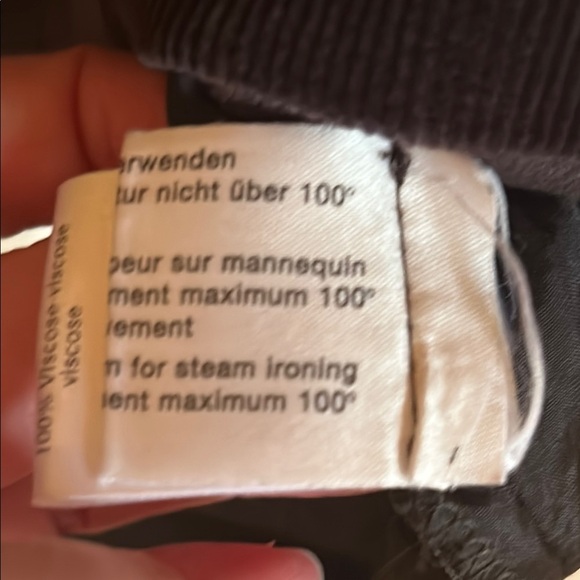 rwenden
tur nicht über 100°
peur sur mannequin
ment maximum 100°
ement
for steam ironing
ent maximum 100°
100% Viscose viscose
viscose